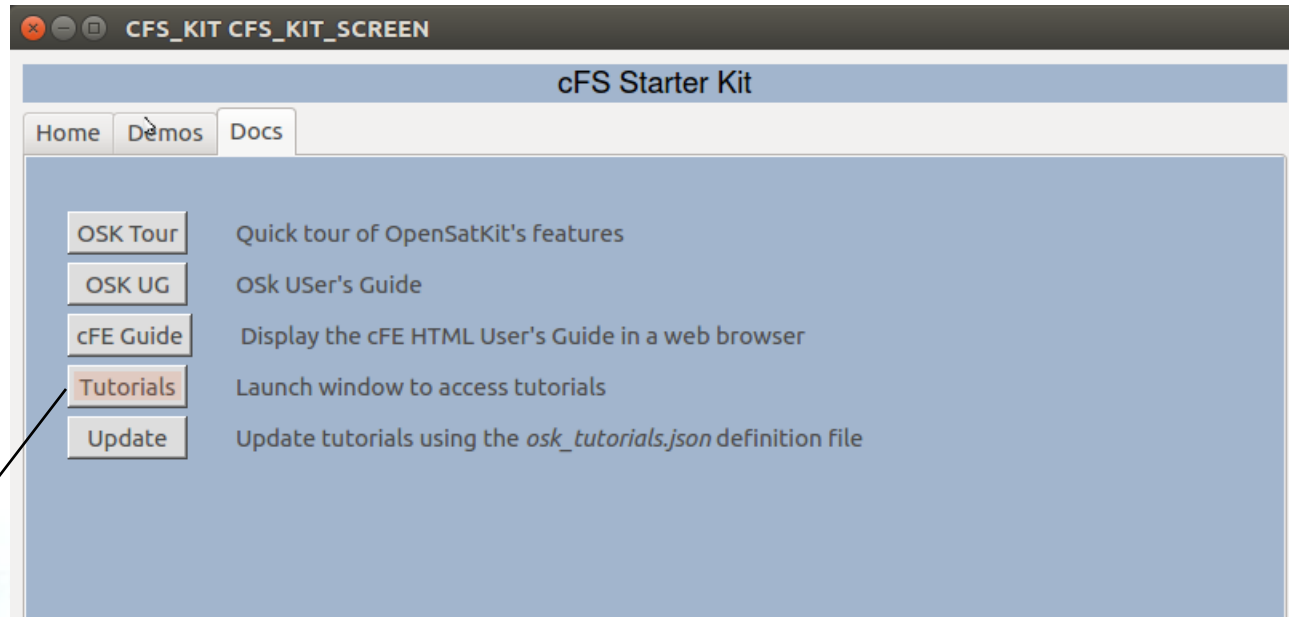 CFS_KIT CFS_KIT_SCREEN
cFS Starter Kit
Home Demos Docs
OSK Tour Quick tour of OpenSatKit's features
OSK UG OSk USer's Guide
cFE Guide Display the cFE HTML User's Guide in a web browser
Tutorials Launch window to access tutorials
Update Update tutorials using the osk_tutorials.json definition file